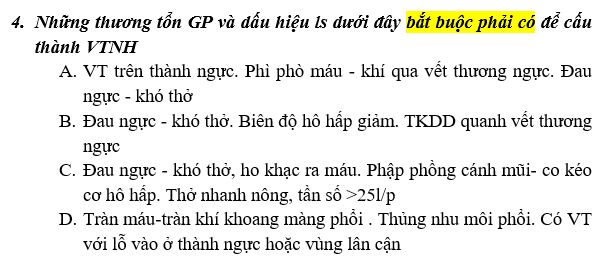 4. Những thương tổn GP và dấu hiệu ls dưới đây bắt buộc phải có để cấu
thành VTNH
A. VT trên thành ngực. Phì phò máu - khí qua vết thương ngực. Đau
ngực - khó thở
B. Đau ngực - khó thở. Biên độ hô hấp giảm. TKDD quanh vết thương
ngực
C. Đau ngực - khó thở, ho khạc ra máu. Phập phồng cánh mũi- co kéo
cơ hô hấp. Thở nhanh nông, tần số >25l/p
D. Tràn máu-tràn khí khoang màng phổi . Thủng nhu môi phổi. Có VT
với lỗ vào ở thành ngực hoặc vùng lân cận